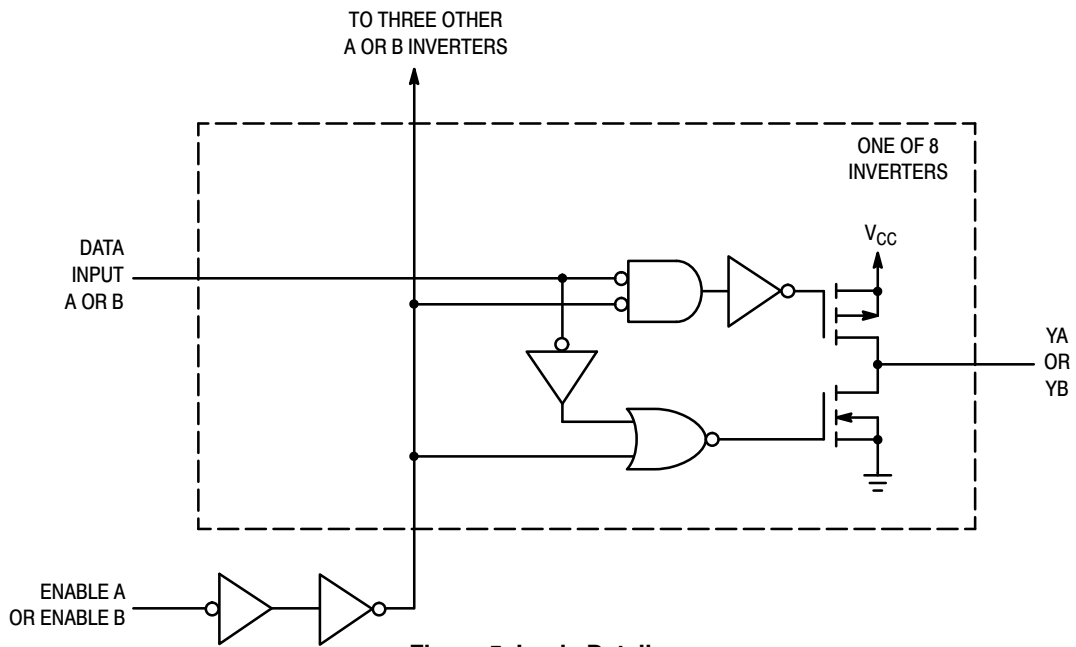 TO THREE OTHER
A OR B INVERTERS
ONE OF 8
INVERTERS
VCC
DATA
INPUT
A OR B
YA
OR
YB
ENABLE A
OR ENABLE B